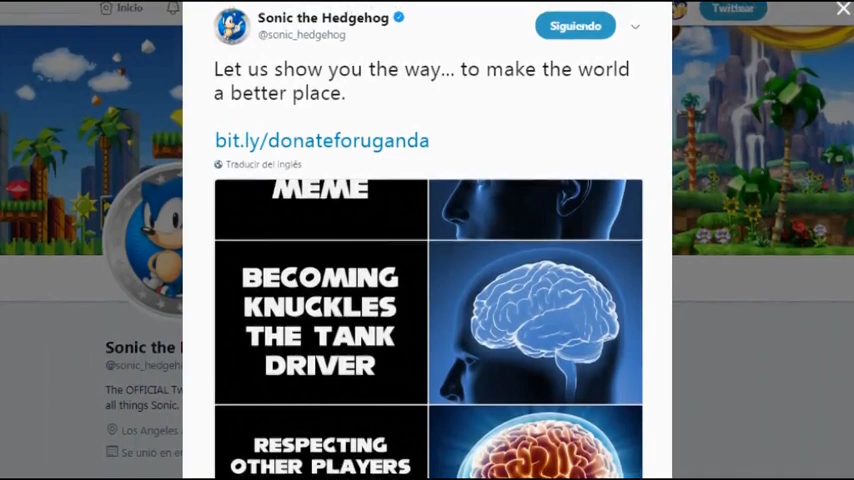 Inicio
Twittear
Sonic the Hedgehog
@sonic_hedgehog
Siguiendo
Let us show you the way... to make the world
a better place.
bit.ly/donateforuganda
Traducir del inglés
MEME
BECOMING
KNUCKLES
THE TANK
DRIVER
RESPECTING
OTHER PLAYERS
Sonic the
@sonic_hedgeh
The OFFICIAL Tw
all things Sonic.
Los Angeles
Se unió en